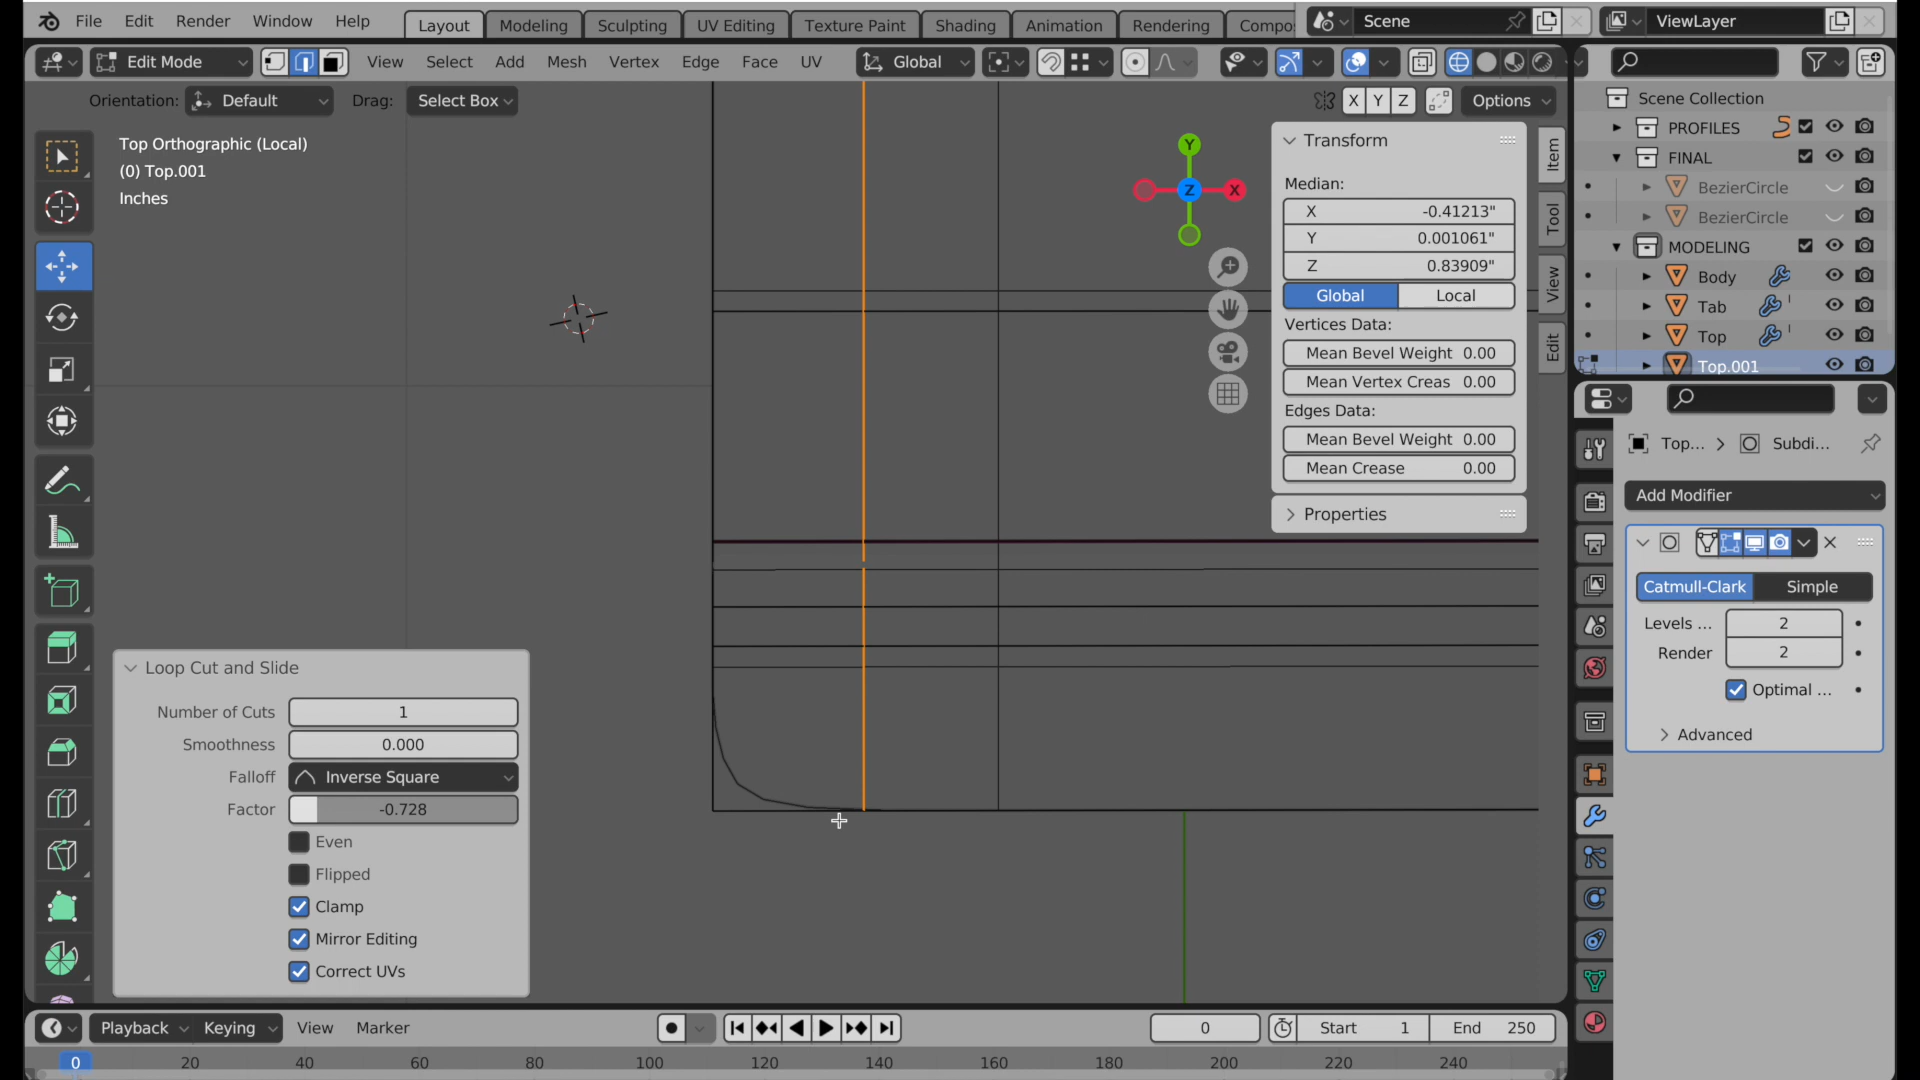 File Edit Render Window Help Layout Modeling Sculpting UV Editing Texture Paint Shading Animation Rendering Compo Scene ViewLayer
Edit Mode View Select Add Mesh Vertex Edge Face UV Global
Orientation: Default Drag: Select Box X Y Z Options
Top Orthographic (Local)
(0) Top.001
Inches
Y
Z X
Transform
Median:
X -0.41213"
Y 0.001061"
Z 0.83909"
Global Local
Vertices Data:
Mean Bevel Weight 0.00
Mean Vertex Creas 0.00
Edges Data:
Mean Bevel Weight 0.00
Mean Crease 0.00
Properties
Item
Tool
View
Edit
Scene Collection
PROFILES
FINAL
BezierCircle
BezierCircle
MODELING
Body
Tab
Top
Top.001
Top... Subdi...
Add Modifier
Catmull-Clark Simple
Levels ... 2
Render 2
Optimal ...
Advanced
Loop Cut and Slide
Number of Cuts 1
Smoothness 0.000
Falloff Inverse Square
Factor -0.728
Even
Flipped
Clamp
Mirror Editing
Correct UVs
Playback Keying View Marker 0 Start 1 End 250
0 20 40 60 80 100 120 140 160 180 200 220 240